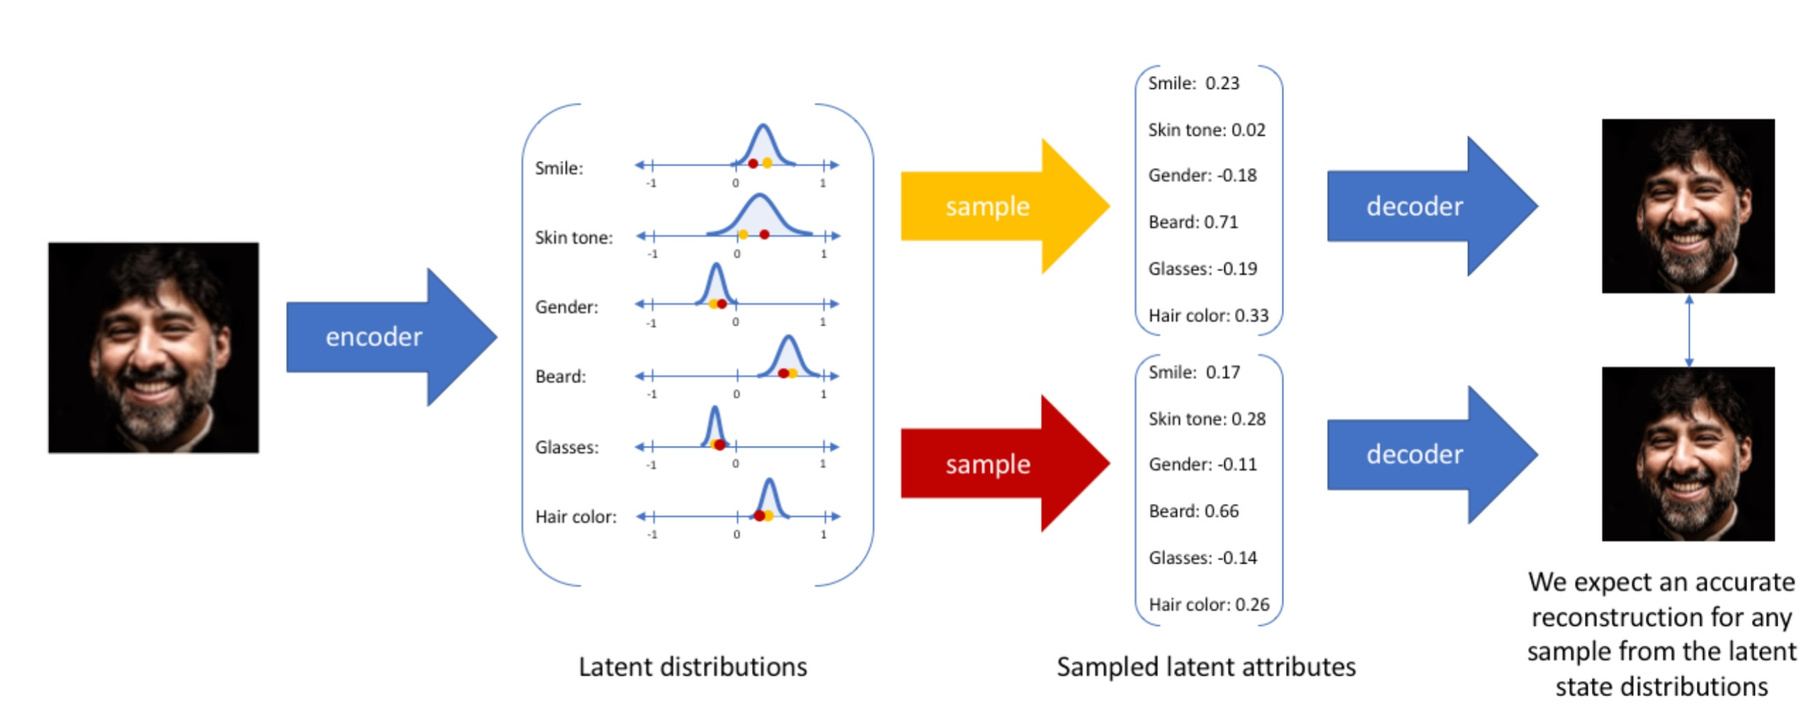 encoder
Smile:
-1 0 1
Skin tone:
-1 0 1
Gender:
-1 0 1
Beard:
-1 0 1
Glasses:
-1 0 1
Hair color:
-1 0 1
Latent distributions
sample
Smile: 0.23
Skin tone: 0.02
Gender: -0.18
Beard: 0.71
Glasses: -0.19
Hair color: 0.33
decoder
sample
Smile: 0.17
Skin tone: 0.28
Gender: -0.11
Beard: 0.66
Glasses: -0.14
Hair color: 0.26
decoder
Sampled latent attributes
We expect an accurate
reconstruction for any
sample from the latent
state distributions